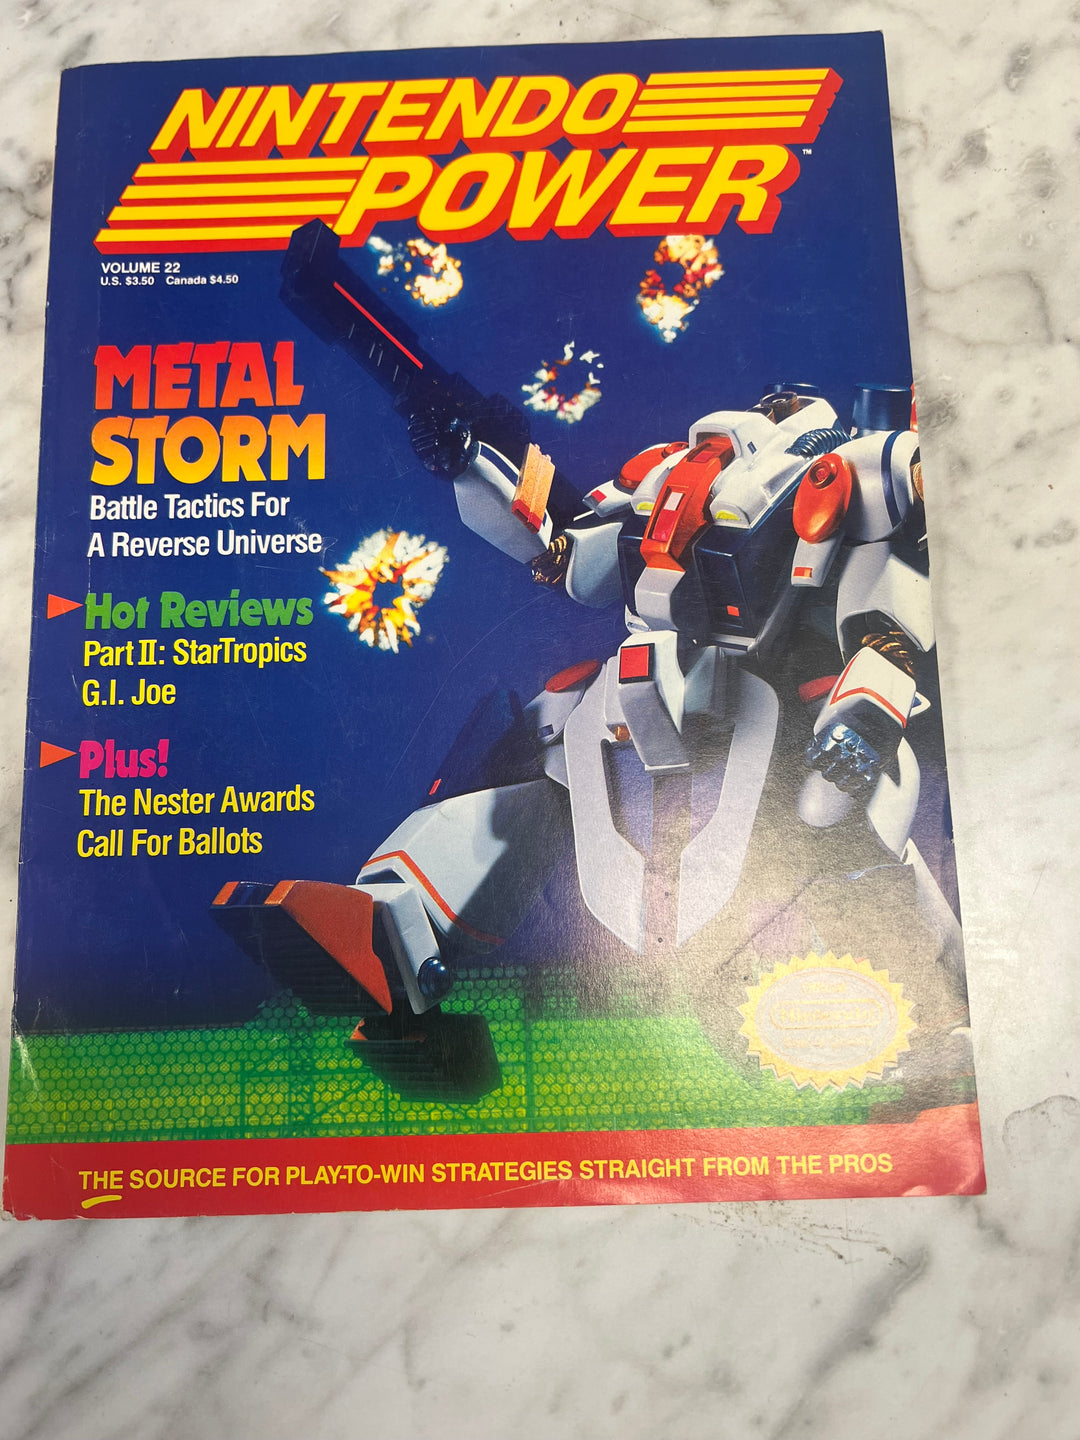 NINTENDO
POWER™
VOLUME 22
U.S. $3.50 Canada $4.50
METAL
STORM
Battle Tactics For
A Reverse Universe
Hot Reviews
Part II: StarTropics
G.I. Joe
Plus!
The Nester Awards
Call For Ballots
THE SOURCE FOR PLAY-TO-WIN STRATEGIES STRAIGHT FROM THE PROS